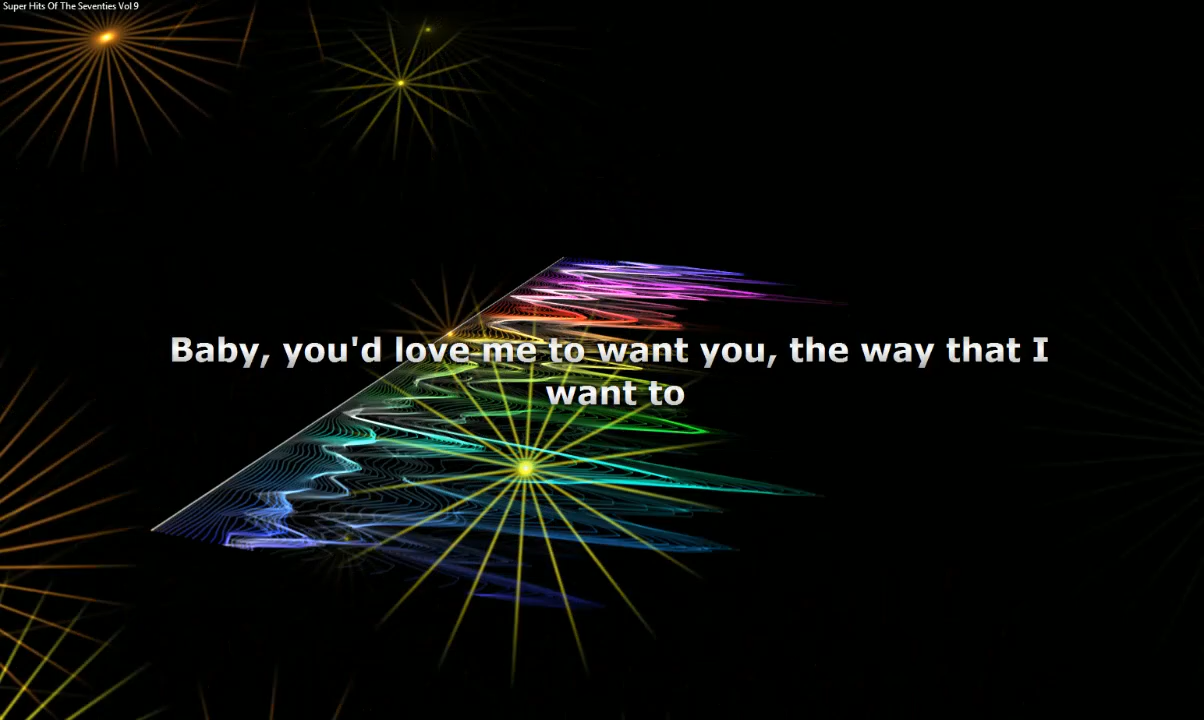 Super Hits Of The Seventies Vol 9
Baby, you'd love me to want you, the way that I
want to